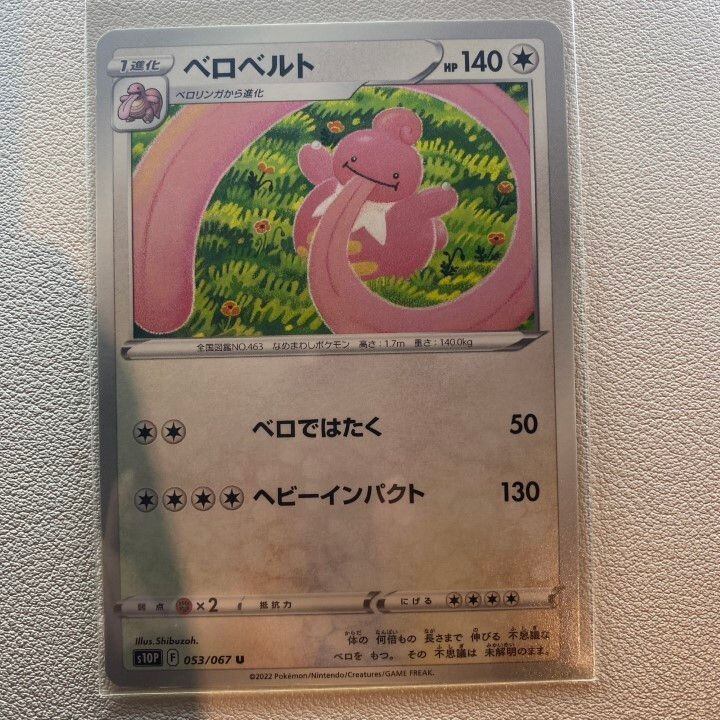 1進化 ベロベルト HP 140
ベロリンガから進化
全国図鑑NO.463 なめまわしポケモン 高さ:1.7m 重さ:140.0kg
ベロではたく 50
ヘビーインパクト 130
弱点 ×2 抵抗力 にげる
Illus.Shibuzoh.
体の何倍もの長さまで伸びる不思議な
ベロをもつ。その不思議は未解明のまま。
s10P F 053/067 U
©2022 Pokémon/Nintendo/Creatures/GAME FREAK.